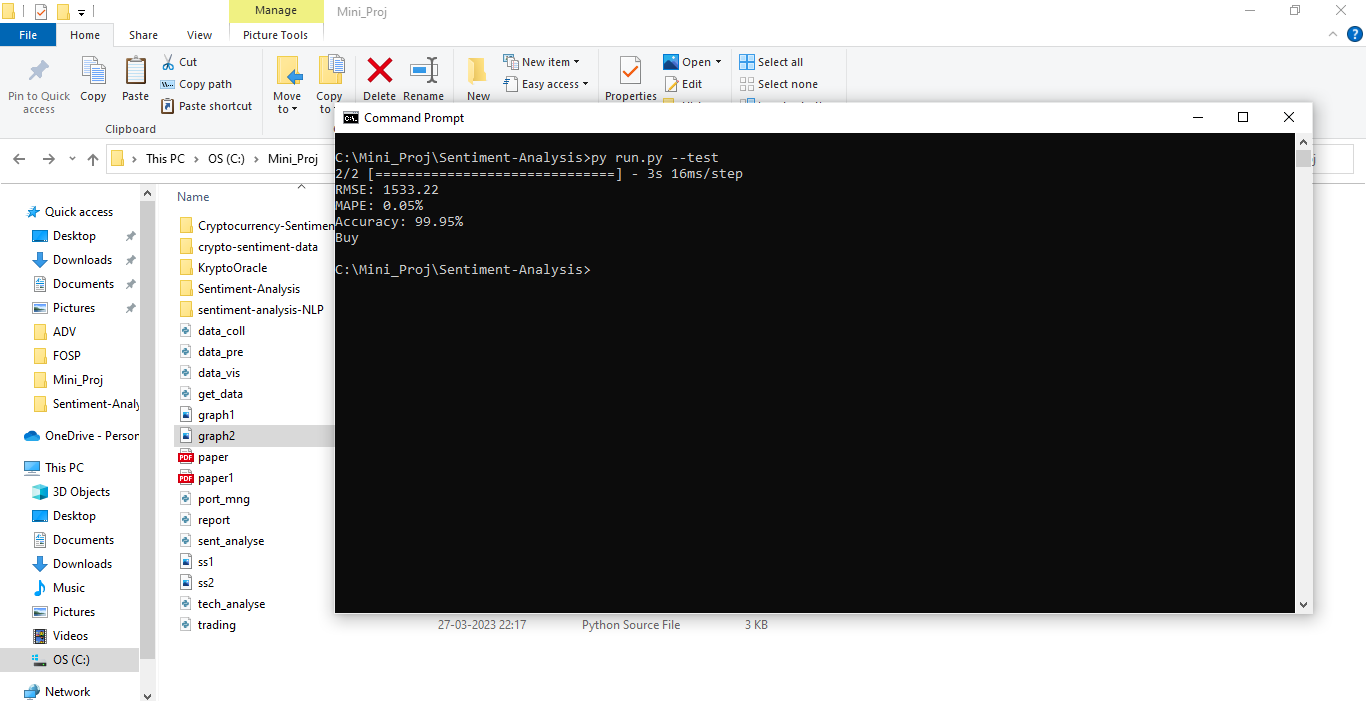 Manage
Mini_Proj
File
Home
Share
View
Picture Tools
Pin to Quick access
Copy
Paste
Cut
Copy path
Paste shortcut
Clipboard
Move to
Copy to
Delete
Rename
New
New item
Easy access
Properties
Open
Edit
Select all
Select none
This PC > OS (C:) > Mini_Proj
Quick access
Desktop
Downloads
Documents
Pictures
ADV
FOSP
Mini_Proj
Sentiment-Analy
OneDrive - Person
This PC
3D Objects
Desktop
Documents
Downloads
Music
Pictures
Videos
OS (C:)
Network
Name
Cryptocurrency-Sentimen
crypto-sentiment-data
KryptoOracle
Sentiment-Analysis
sentiment-analysis-NLP
data_coll
data_pre
data_vis
get_data
graph1
graph2
PDF paper
PDF paper1
port_mng
report
sent_analyse
ss1
ss2
tech_analyse
trading 27-03-2023 22:17 Python Source File 3 KB
C:\. Command Prompt
C:\Mini_Proj\Sentiment-Analysis>py run.py --test
2/2 [==============================] - 3s 16ms/step
RMSE: 1533.22
MAPE: 0.05%
Accuracy: 99.95%
Buy
C:\Mini_Proj\Sentiment-Analysis>